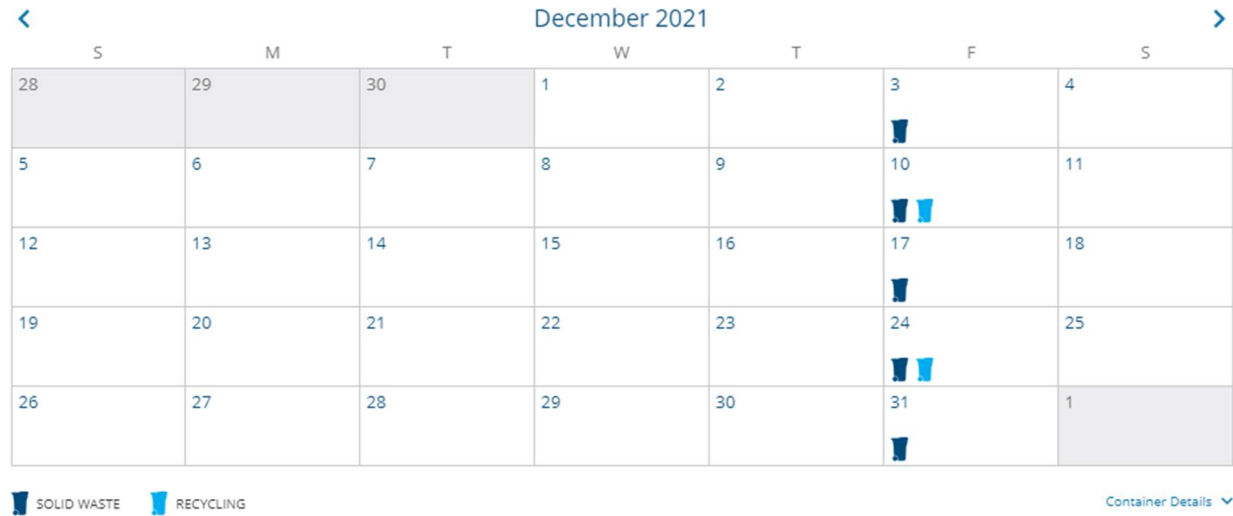 December 2021
S M T W T F S
28 29 30 1 2 3 4
5 6 7 8 9 10 11
12 13 14 15 16 17 18
19 20 21 22 23 24 25
26 27 28 29 30 31 1
SOLID WASTE RECYCLING Container Details